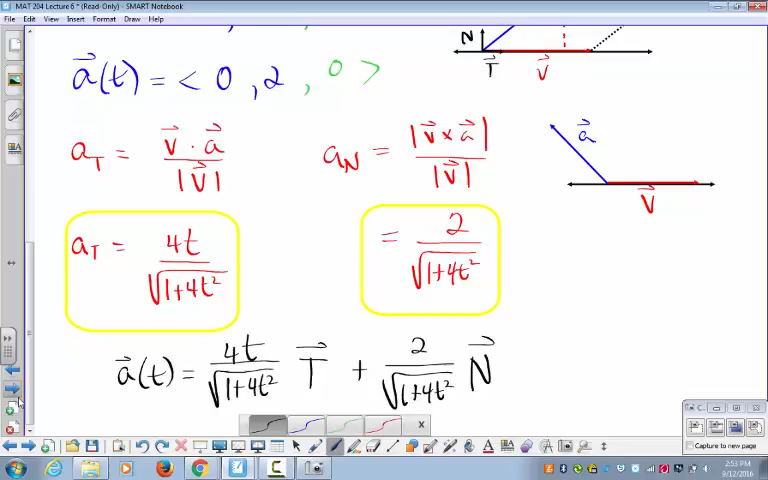 MAT 204 Lecture 6 * (Read-Only) - SMART Notebook
File Edit View Insert Format Draw Help
N
T⃗ v⃗
a⃗(t) = < 0 , 2 , 0 >
a_T = v⃗ · a⃗ / |v⃗|
a_N = |v⃗ x a⃗| / |v⃗|
a⃗
v⃗
a_T = 4t / √(1+4t²)
= 2 / √(1+4t²)
a⃗(t) = 4t / √(1+4t²) T⃗ + 2 / √(1+4t²) N⃗
C...
Capture to new page
2:53 PM
9/12/2016